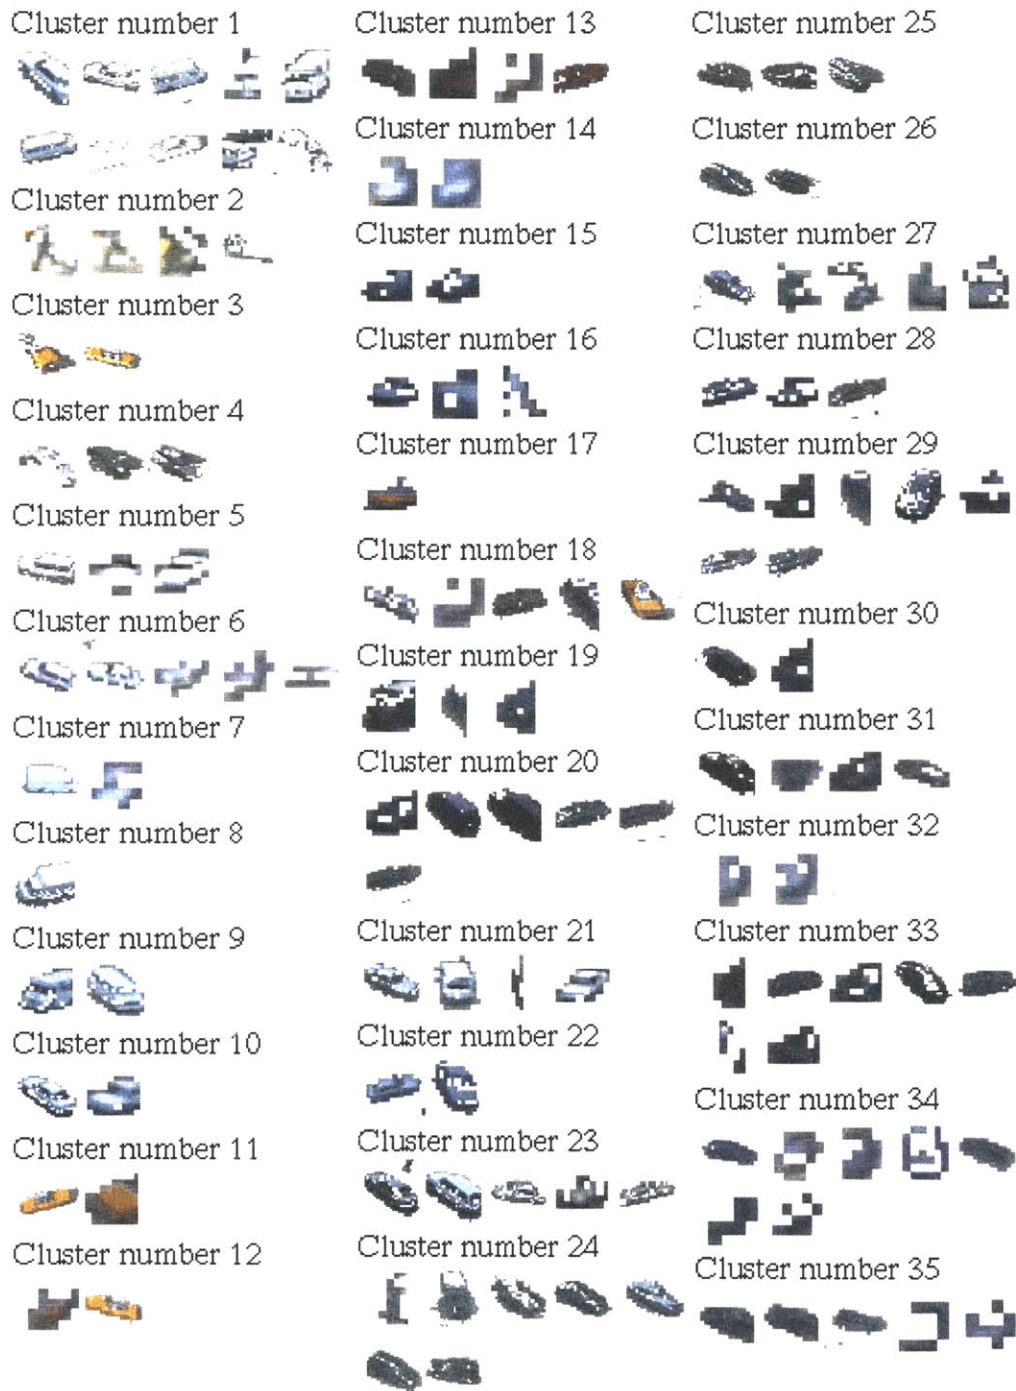 Cluster number 1
Cluster number 2
Cluster number 3
Cluster number 4
Cluster number 5
Cluster number 6
Cluster number 7
Cluster number 8
Cluster number 9
Cluster number 10
Cluster number 11
Cluster number 12
Cluster number 13
Cluster number 14
Cluster number 15
Cluster number 16
Cluster number 17
Cluster number 18
Cluster number 19
Cluster number 20
Cluster number 21
Cluster number 22
Cluster number 23
Cluster number 24
Cluster number 25
Cluster number 26
Cluster number 27
Cluster number 28
Cluster number 29
Cluster number 30
Cluster number 31
Cluster number 32
Cluster number 33
Cluster number 34
Cluster number 35